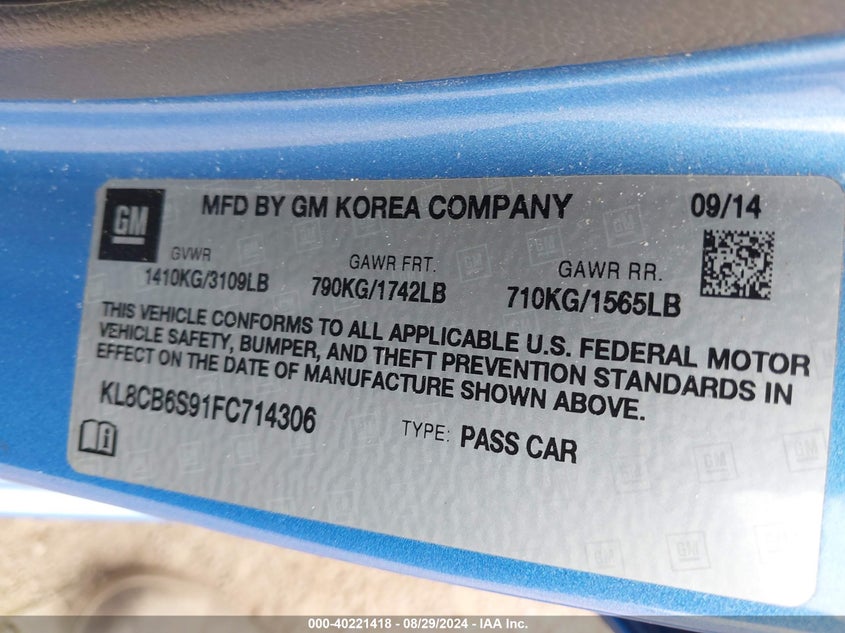 GM
MFD BY GM KOREA COMPANY 09/14
GVWR GAWR FRT. GAWR RR.
1410KG/3109LB 790KG/1742LB 710KG/1565LB
THIS VEHICLE CONFORMS TO ALL APPLICABLE U.S. FEDERAL MOTOR
VEHICLE SAFETY, BUMPER, AND THEFT PREVENTION STANDARDS IN
EFFECT ON THE DATE OF MANUFACTURE SHOWN ABOVE.
KL8CB6S91FC714306 TYPE: PASS CAR
000-40221418 - 08/29/2024 - IAA Inc.